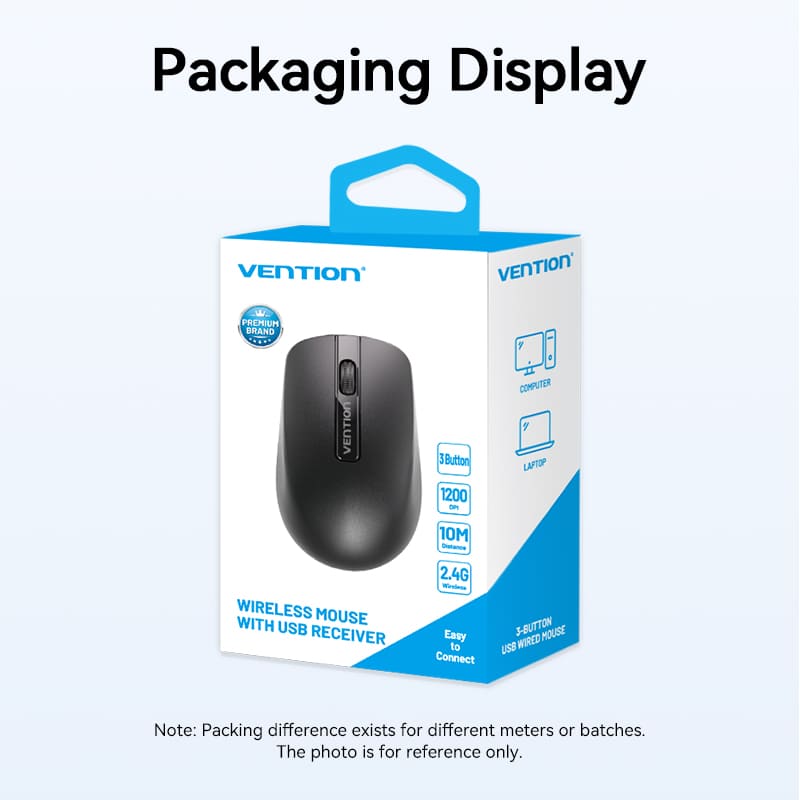 Packaging Display
VENTION®
PREMIUM
BRAND
VENTION
3 Button
1200
DPI
10M
Distance
2.4G
Wireless
WIRELESS MOUSE
WITH USB RECEIVER
Easy
to
Connect
VENTION®
COMPUTER
LAPTOP
3-BUTTON
USB WIRED MOUSE
Note: Packing difference exists for different meters or batches.
The photo is for reference only.